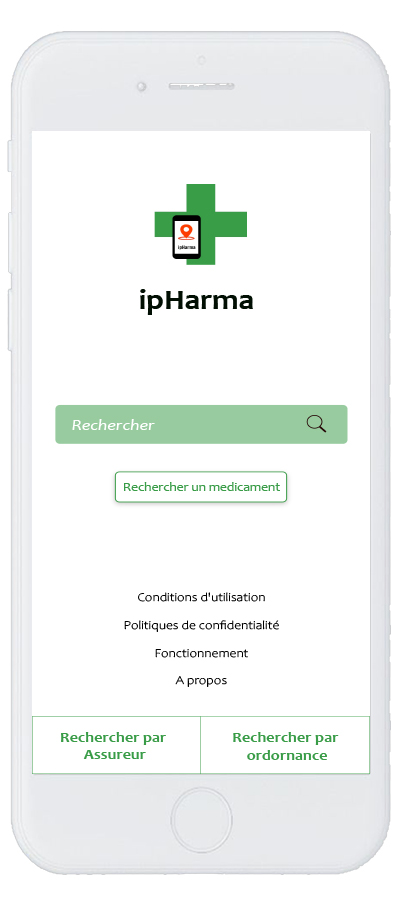 ipHarma
ipHarma
Rechercher
Rechercher un medicament
Conditions d'utilisation
Politiques de confidentialité
Fonctionnement
A propos
Rechercher par
Assureur
Rechercher par
ordornance